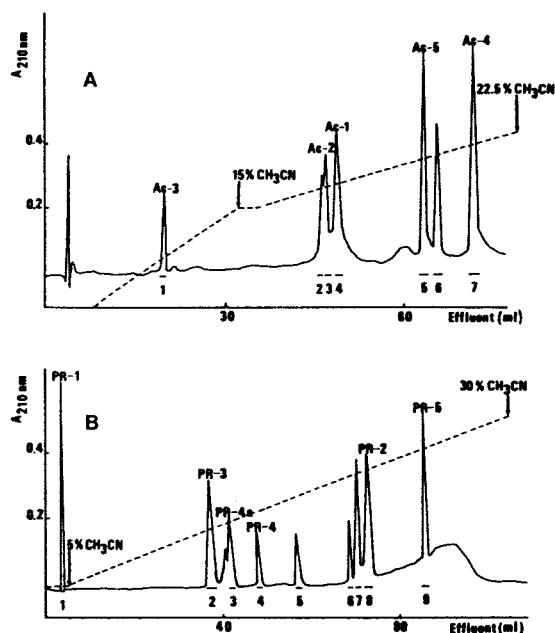 A210nm
A
Ac-5
Ac-4
22.5% CH3CN
0.4
Ac-1
Ac-2
Ac-3
15% CH3CN
0.2
1
2 3 4
5 6
7
30
60
Effluent (ml)
A210nm
B
PR-1
30% CH3CN
PR-5
0.4
PR-2
PR-3
PR-4a
PR-4
0.2
5% CH3CN
1
2
3
4
5
6 7 8
9
40
80
Effluent (ml)